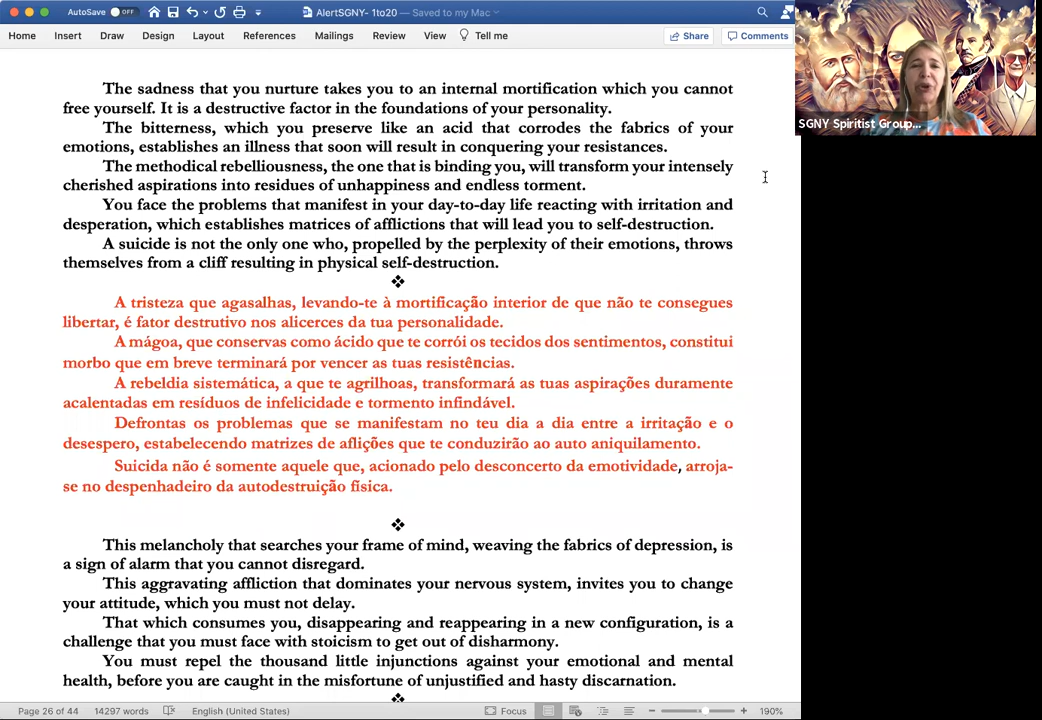 AutoSave OFF AlertSGNY- 1to20 — Saved to my Mac
Home Insert Draw Design Layout References Mailings Review View Tell me Share Comments
SGNY Spiritist Group...
The sadness that you nurture takes you to an internal mortification which you cannot
free yourself. It is a destructive factor in the foundations of your personality.
The bitterness, which you preserve like an acid that corrodes the fabrics of your
emotions, establishes an illness that soon will result in conquering your resistances.
The methodical rebelliousness, the one that is binding you, will transform your intensely
cherished aspirations into residues of unhappiness and endless torment.
You face the problems that manifest in your day-to-day life reacting with irritation and
desperation, which establishes matrices of afflictions that will lead you to self-destruction.
A suicide is not the only one who, propelled by the perplexity of their emotions, throws
themselves from a cliff resulting in physical self-destruction.
A tristeza que agasalhas, levando-te à mortificação interior de que não te consegues
libertar, é fator destrutivo nos alicerces da tua personalidade.
A mágoa, que conservas como ácido que te corrói os tecidos dos sentimentos, constitui
morbo que em breve terminará por vencer as tuas resistências.
A rebeldia sistemática, a que te agrilhoas, transformará as tuas aspirações duramente
acalentadas em resíduos de infelicidade e tormento infindável.
Defrontas os problemas que se manifestam no teu dia a dia entre a irritação e o
desespero, estabelecendo matrizes de aflições que te conduzirão ao auto aniquilamento.
Suicida não é somente aquele que, acionado pelo desconcerto da emotividade, arroja-
se no despenhadeiro da autodestruição física.
This melancholy that searches your frame of mind, weaving the fabrics of depression, is
a sign of alarm that you cannot disregard.
This aggravating affliction that dominates your nervous system, invites you to change
your attitude, which you must not delay.
That which consumes you, disappearing and reappearing in a new configuration, is a
challenge that you must face with stoicism to get out of disharmony.
You must repel the thousand little injunctions against your emotional and mental
health, before you are caught in the misfortune of unjustified and hasty discarnation.
Page 26 of 44 14297 words English (United States) Focus 190%